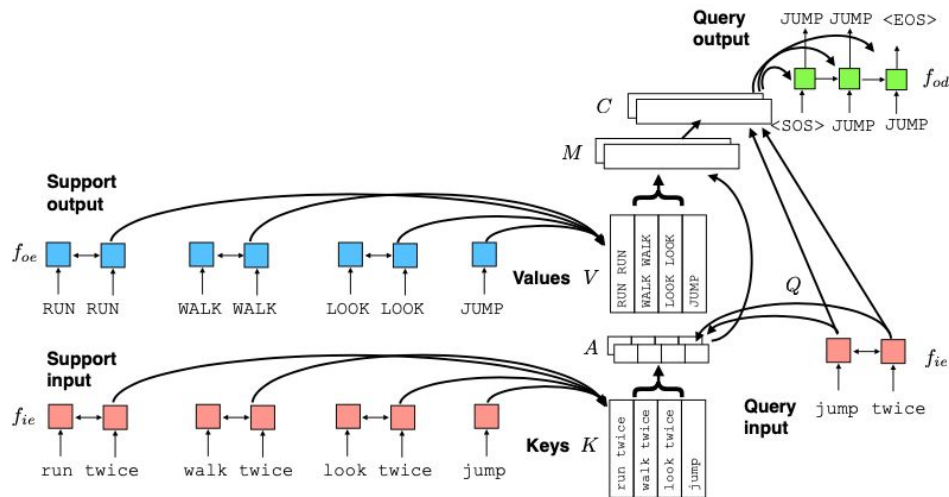 Query
output
JUMP JUMP <EOS>
f_od
C
<SOS> JUMP JUMP
M
Support
output
f_oe
RUN RUN WALK WALK LOOK LOOK JUMP
Values V
RUN RUN
WALK WALK
LOOK LOOK
JUMP
Q
A
Support
input
f_ie
run twice walk twice look twice jump
Keys K
run twice
walk twice
look twice
jump
f_ie
jump twice
Query
input